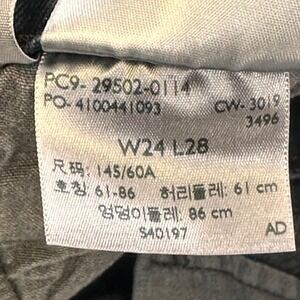 PC9- 29502-0114
PO- 4100441093 CW- 3019
3496
W24 L28
尺码: 145/60A
호칭: 61-86 허리둘레: 61 cm
엉덩이둘레: 86 cm
S40197 AD